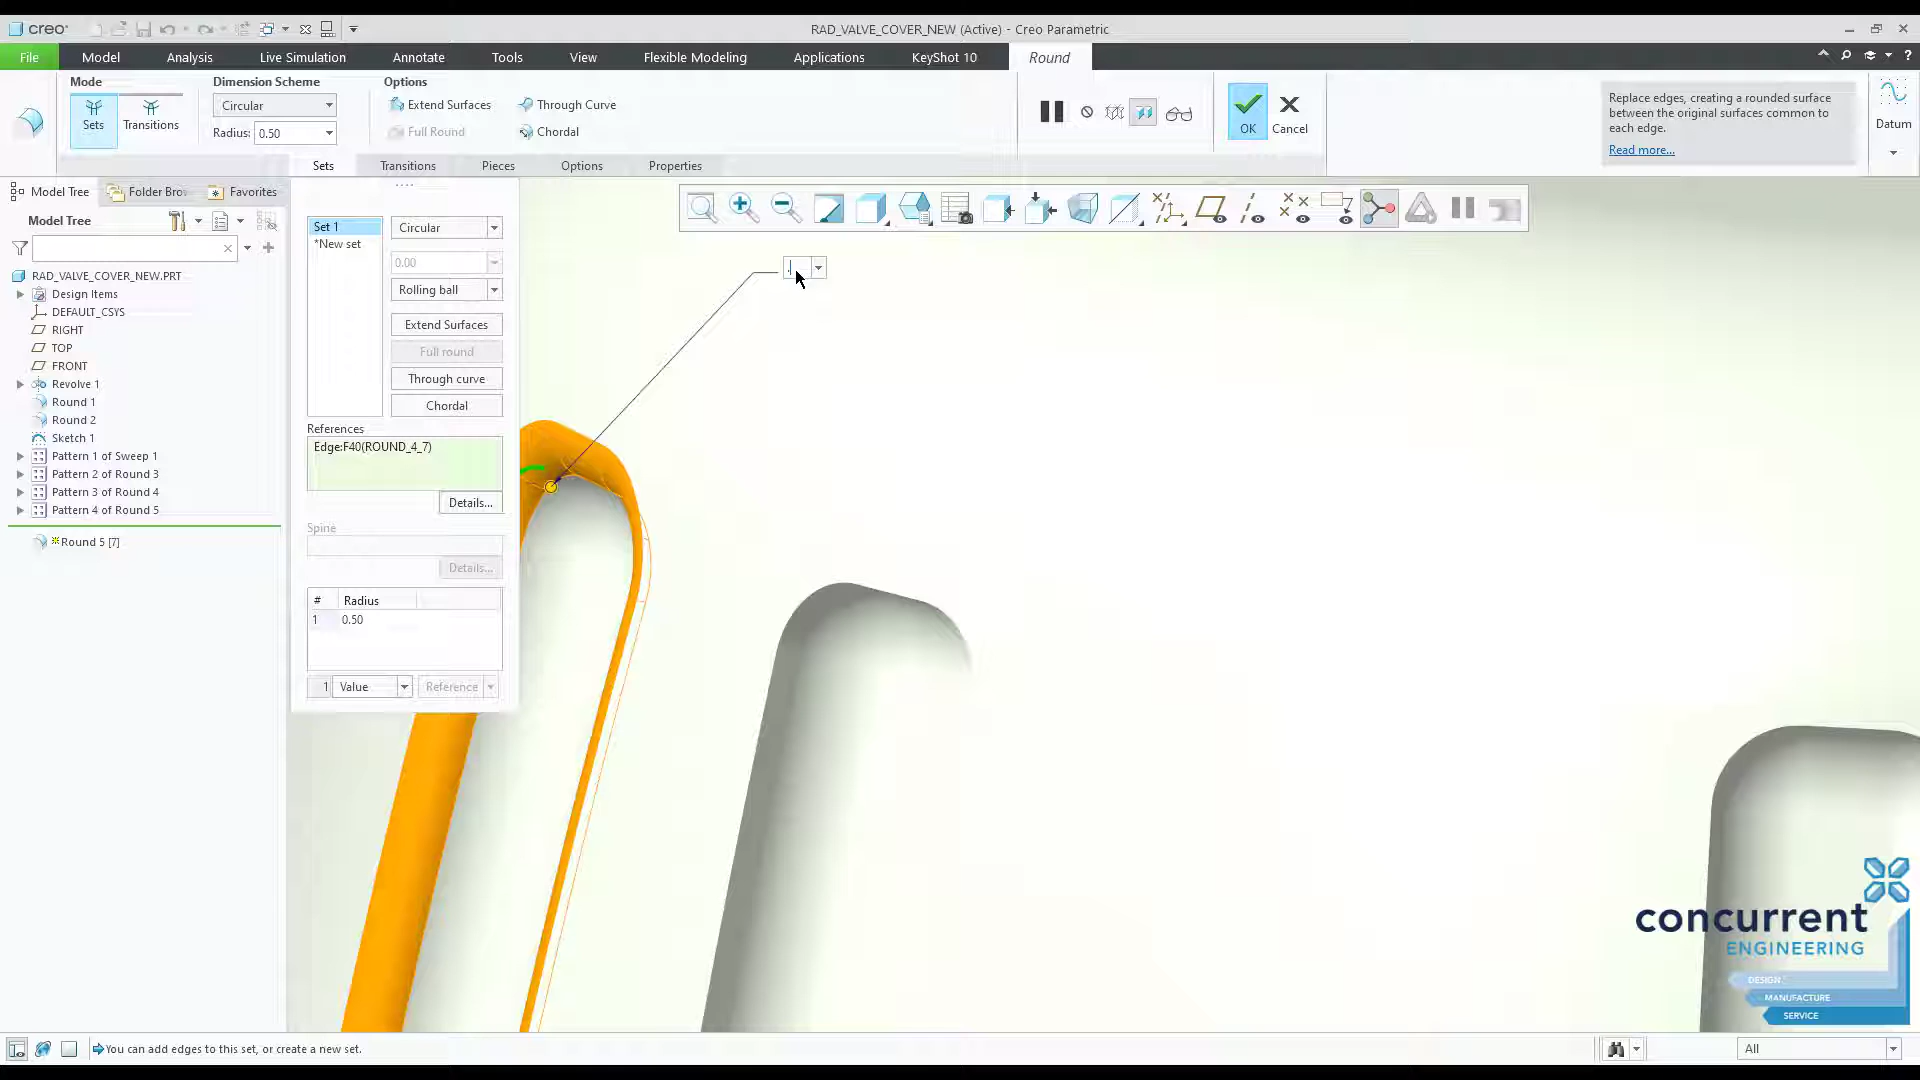 creo
RAD_VALVE_COVER_NEW (Active) - Creo Parametric
File
Model
Analysis
Live Simulation
Annotate
Tools
View
Flexible Modeling
Applications
KeyShot 10
Round
Mode
Sets
Transitions
Dimension Scheme
Circular
Radius: 0.50
Options
Extend Surfaces
Through Curve
Full Round
Chordal
OK
Cancel
Replace edges, creating a rounded surface
between the original surfaces common to
each edge.
Read more...
Datum
Sets
Transitions
Pieces
Options
Properties
Model Tree
Folder Brov
Favorites
Model Tree
RAD_VALVE_COVER_NEW.PRT
Design Items
DEFAULT_CSYS
RIGHT
TOP
FRONT
Revolve 1
Round 1
Round 2
Sketch 1
Pattern 1 of Sweep 1
Pattern 2 of Round 3
Pattern 3 of Round 4
Pattern 4 of Round 5
Round 5 [7]
Set 1
*New set
Circular
0.00
Rolling ball
Extend Surfaces
Full round
Through curve
Chordal
References
Edge:F40(ROUND_4_7)
Details...
Spine
Details...
# Radius
1 0.50
1 Value Reference
.
concurrent
ENGINEERING
DESIGN
MANUFACTURE
SERVICE
You can add edges to this set, or create a new set.
All